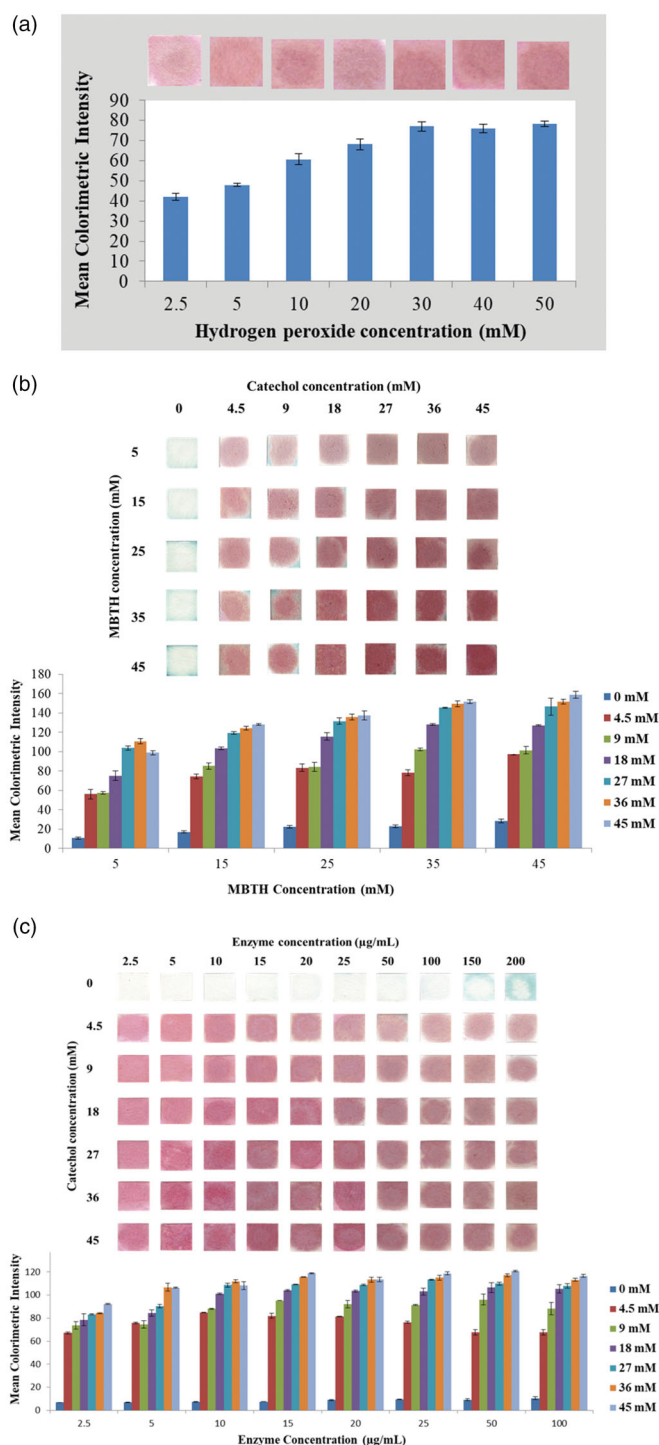 (a)
90
80
70
60
50
40
30
20
10
0
Mean Colorimetric Intensity
2.5 5 10 20 30 40 50
Hydrogen peroxide concentration (mM)
(b)
Catechol concentration (mM)
0 4.5 9 18 27 36 45
MBTH concentration (mM)
5
15
25
35
45
180
160
140
120
100
80
60
40
20
0
Mean Colorimetric Intensity
0 mM
4.5 mM
9 mM
18 mM
27 mM
36 mM
45 mM
5 15 25 35 45
MBTH Concentration (mM)
(c)
Enzyme concentration (µg/mL)
2.5 5 10 15 20 25 50 100 150 200
Catechol concentration (mM)
0
4.5
9
18
27
36
45
120
100
80
60
40
20
0
Mean Colorimetric Intensity
0 mM
4.5 mM
9 mM
18 mM
27 mM
36 mM
45 mM
2.5 5 10 15 20 25 50 100
Enzyme Concentration (µg/mL)